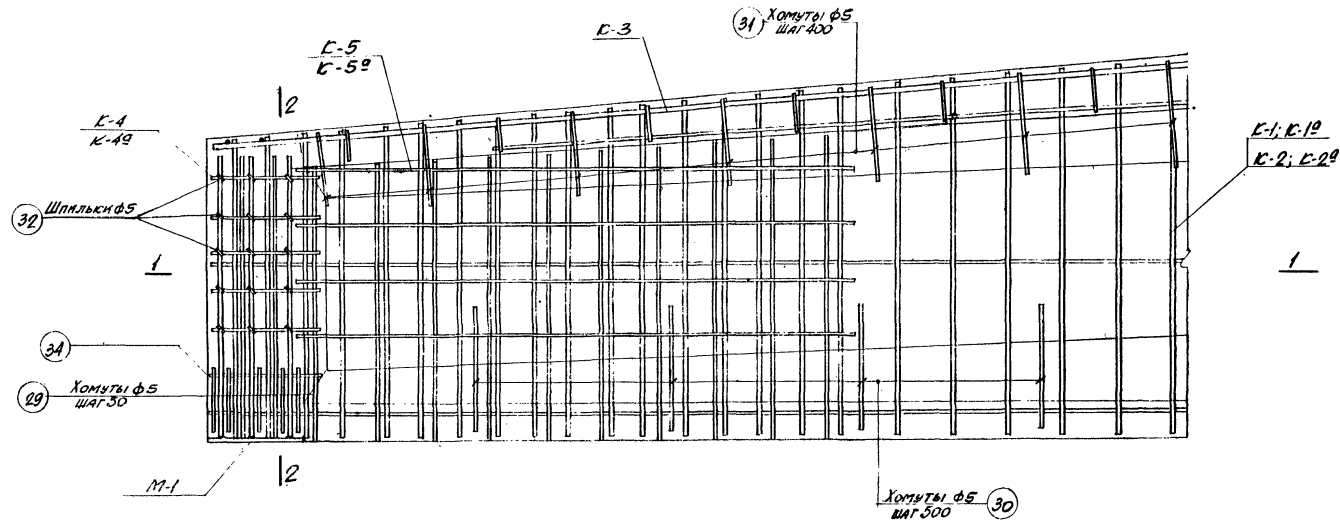 31
Хомуты ф5
шаг 400
К-3
К-5
К-5а
2
К-4
К-4а
К-1; К-1а
К-2; К-2а
32
Шпильки ф5
1
1
34
29
Хомуты ф5
шаг 30
2
М-1
Хомуты ф5
шаг 500
30